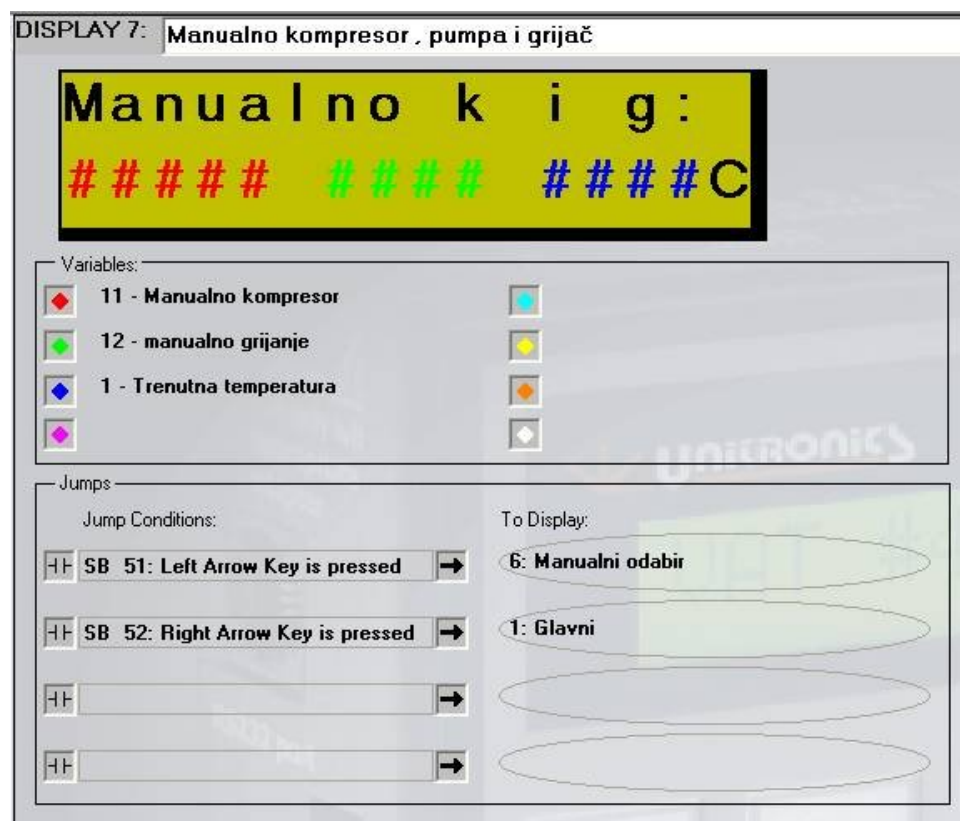 DISPLAY 7: Manualno kompresor , pumpa i grijač
Manualno k i g:
##### #### ####C
Variables:
11 - Manualno kompresor
12 - manualno grijanje
1 - Trenutna temperatura
UNITRONICS
Jumps
Jump Conditions: To Display:
SB 51: Left Arrow Key is pressed 6: Manualni odabir
SB 52: Right Arrow Key is pressed 1: Glavni